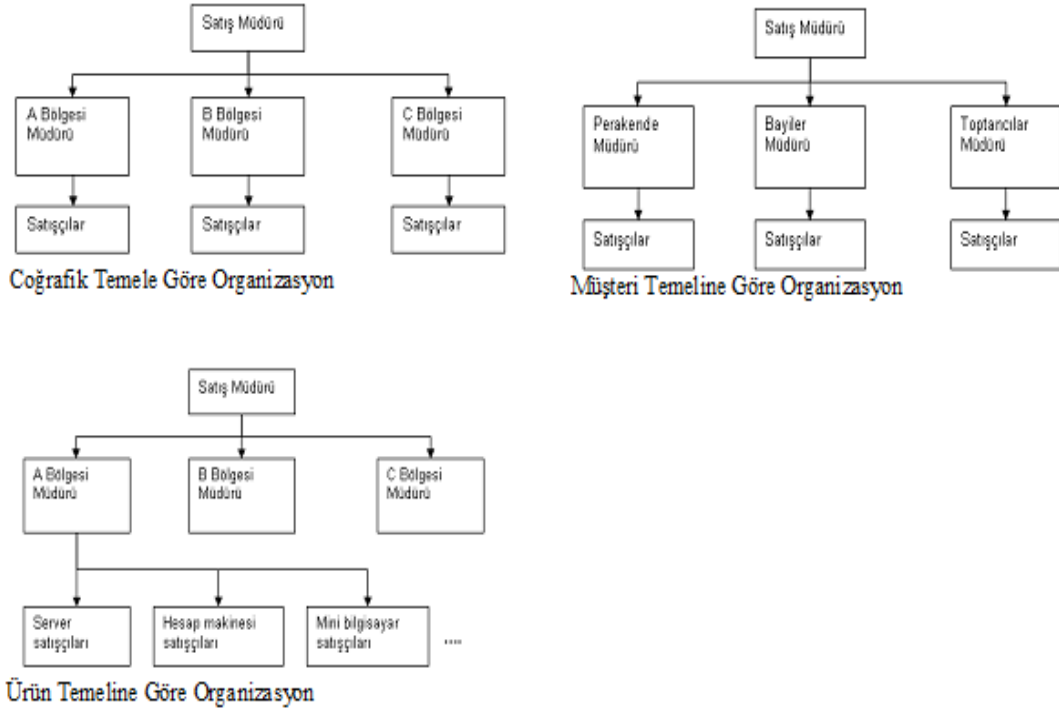 Satış Müdürü
A Bölgesi
Müdürü
B Bölgesi
Müdürü
C Bölgesi
Müdürü
Satışçılar
Satışçılar
Satışçılar
Coğrafik Temele Göre Organizasyon
Satış Müdürü
Perakende
Müdürü
Bayiler
Müdürü
Toptancılar
Müdürü
Satışçılar
Satışçılar
Satışçılar
Müşteri Temeline Göre Organizasyon
Satış Müdürü
A Bölgesi
Müdürü
B Bölgesi
Müdürü
C Bölgesi
Müdürü
Server
satışçıları
Hesap makinesi
satışçıları
Mini bilgisayar
satışçıları
....
Ürün Temeline Göre Organizasyon